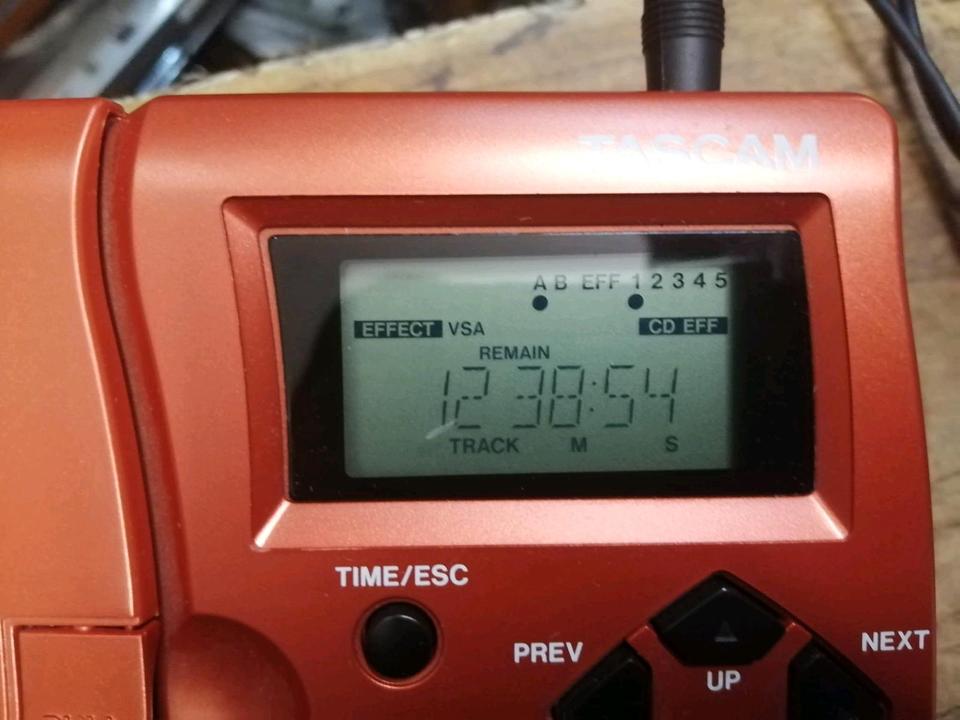 TASCAM
A B EFF 1 2 3 4 5
EFFECT VSA CD EFF
REMAIN
12 38:54
TRACK M S
TIME/ESC
PREV
NEXT
UP